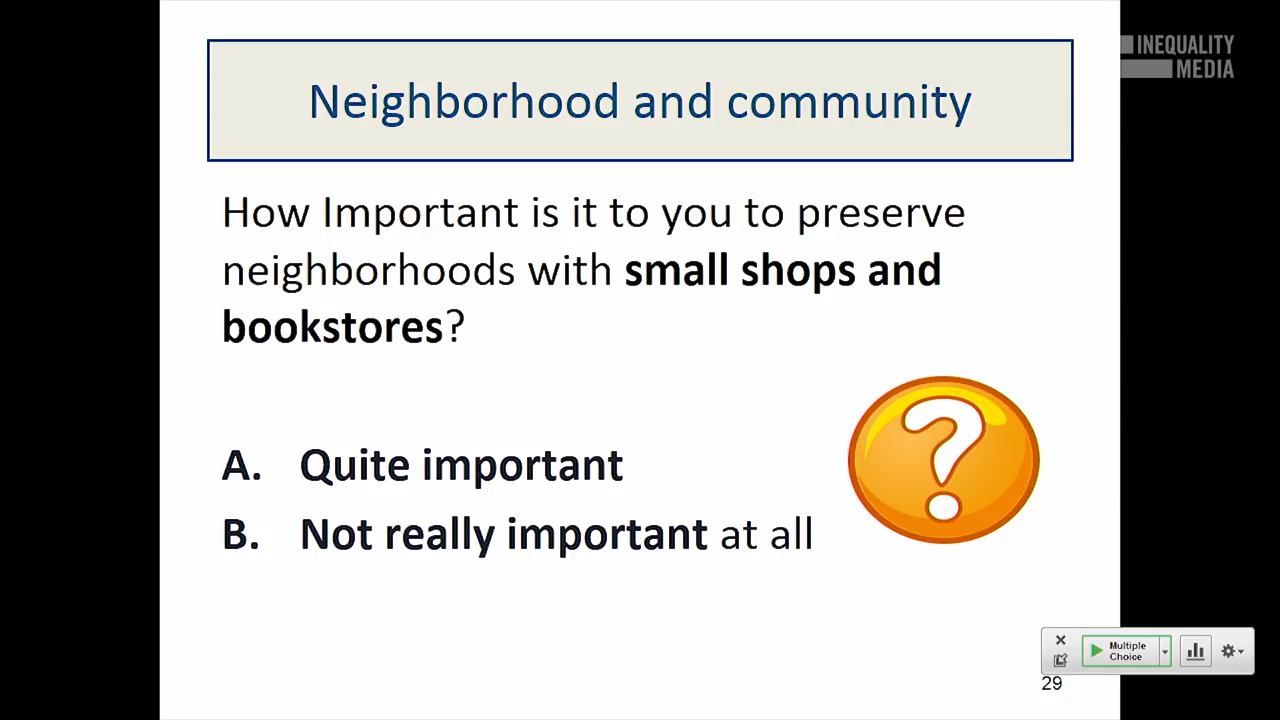 INEQUALITY
MEDIA
Neighborhood and community
How Important is it to you to preserve
neighborhoods with small shops and
bookstores?
A. Quite important
B. Not really important at all
Multiple
Choice
29